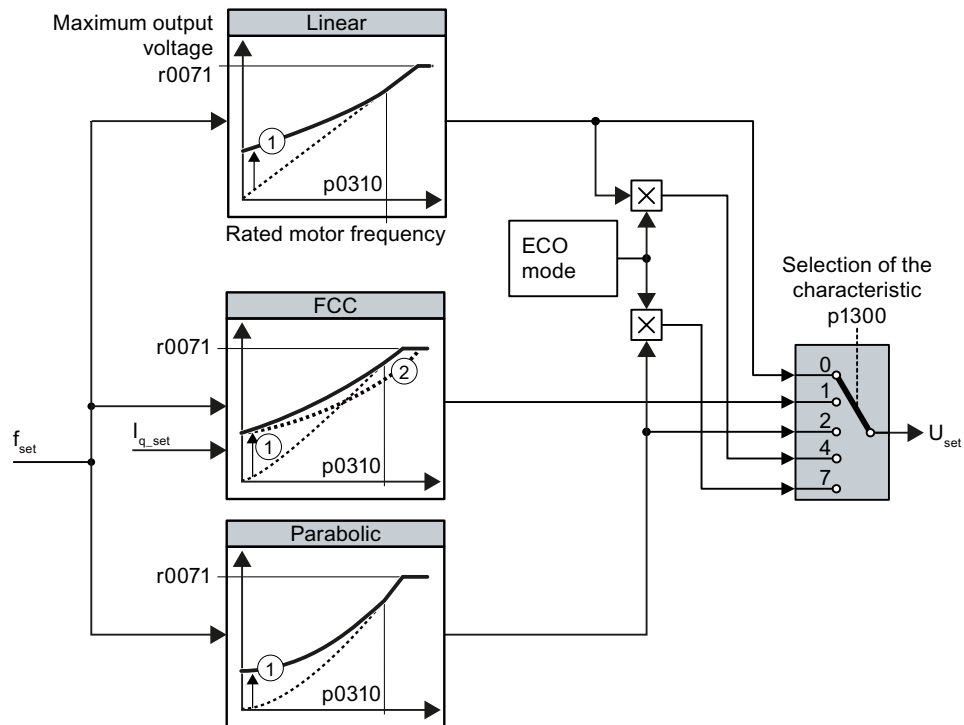 Maximum output
voltage
r0071
Linear
1
p0310
Rated motor frequency
ECO
mode
Selection of the
characteristic
p1300
FCC
r0071
2
1
p0310
f_set
I_q_set
0
1
2
4
7
U_set
Parabolic
r0071
1
p0310